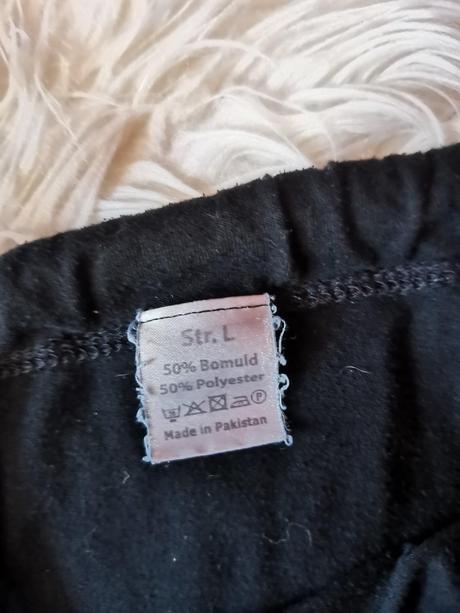 Str. L
50% Bomuld
50% Polyester
P
Made in Pakistan